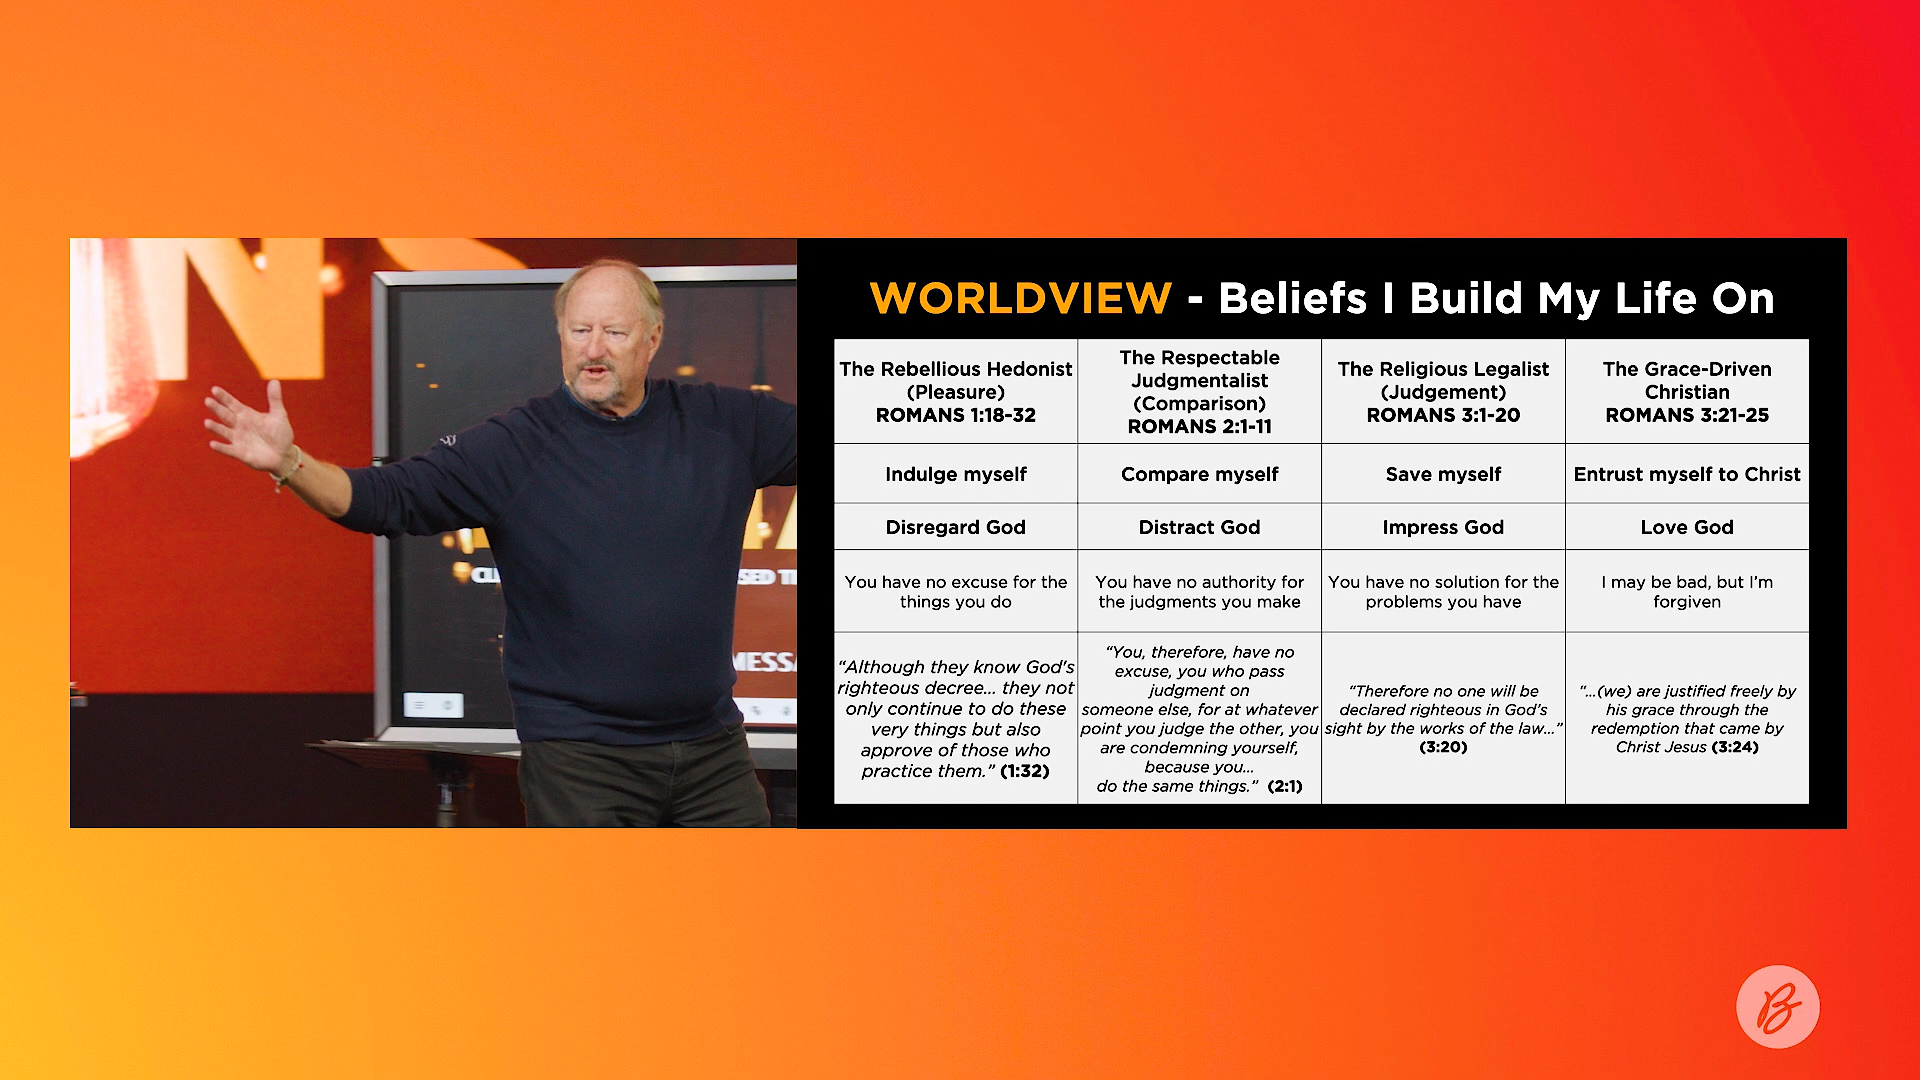 WORLDVIEW - Beliefs I Build My Life On
The Rebellious Hedonist
(Pleasure)
ROMANS 1:18-32
The Respectable
Judgmentalist
(Comparison)
ROMANS 2:1-11
The Religious Legalist
(Judgement)
ROMANS 3:1-20
The Grace-Driven
Christian
ROMANS 3:21-25
Indulge myself
Compare myself
Save myself
Entrust myself to Christ
Disregard God
Distract God
Impress God
Love God
You have no excuse for the
things you do
You have no authority for
the judgments you make
You have no solution for the
problems you have
I may be bad, but I’m
forgiven
“Although they know God's
righteous decree... they not
only continue to do these
very things but also
approve of those who
practice them.” (1:32)
“You, therefore, have no
excuse, you who pass
judgment on
someone else, for at whatever
point you judge the other, you
are condemning yourself,
because you...
do the same things.” (2:1)
“Therefore no one will be
declared righteous in God’s
sight by the works of the law...”
(3:20)
“...(we) are justified freely by
his grace through the
redemption that came by
Christ Jesus (3:24)
B